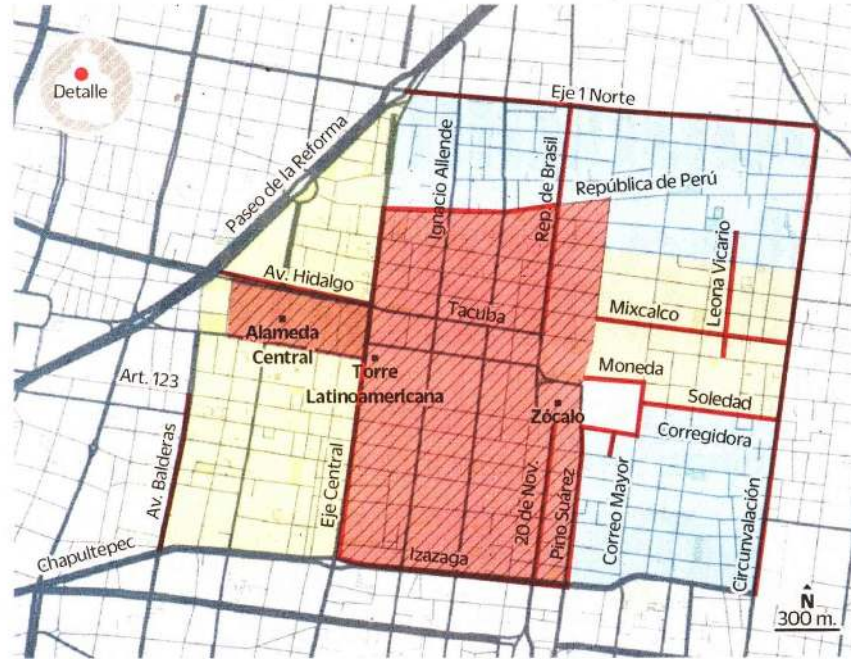 Detalle
Eje 1 Norte
Paseo de la Reforma
Ignacio Allende
Rep. de Brasil
República de Perú
Av. Hidalgo
Leona Vicario
Tacuba
Mixcalco
Alameda
Central
Moneda
Art. 123
Torre
Latinoamericana
Soledad
Zócalo
Corregidora
Av. Balderas
Eje Central
20 de Nov.
Pino Suárez
Correo Mayor
Circunvalación
Chapultepec
Izazaga
N
300 m.